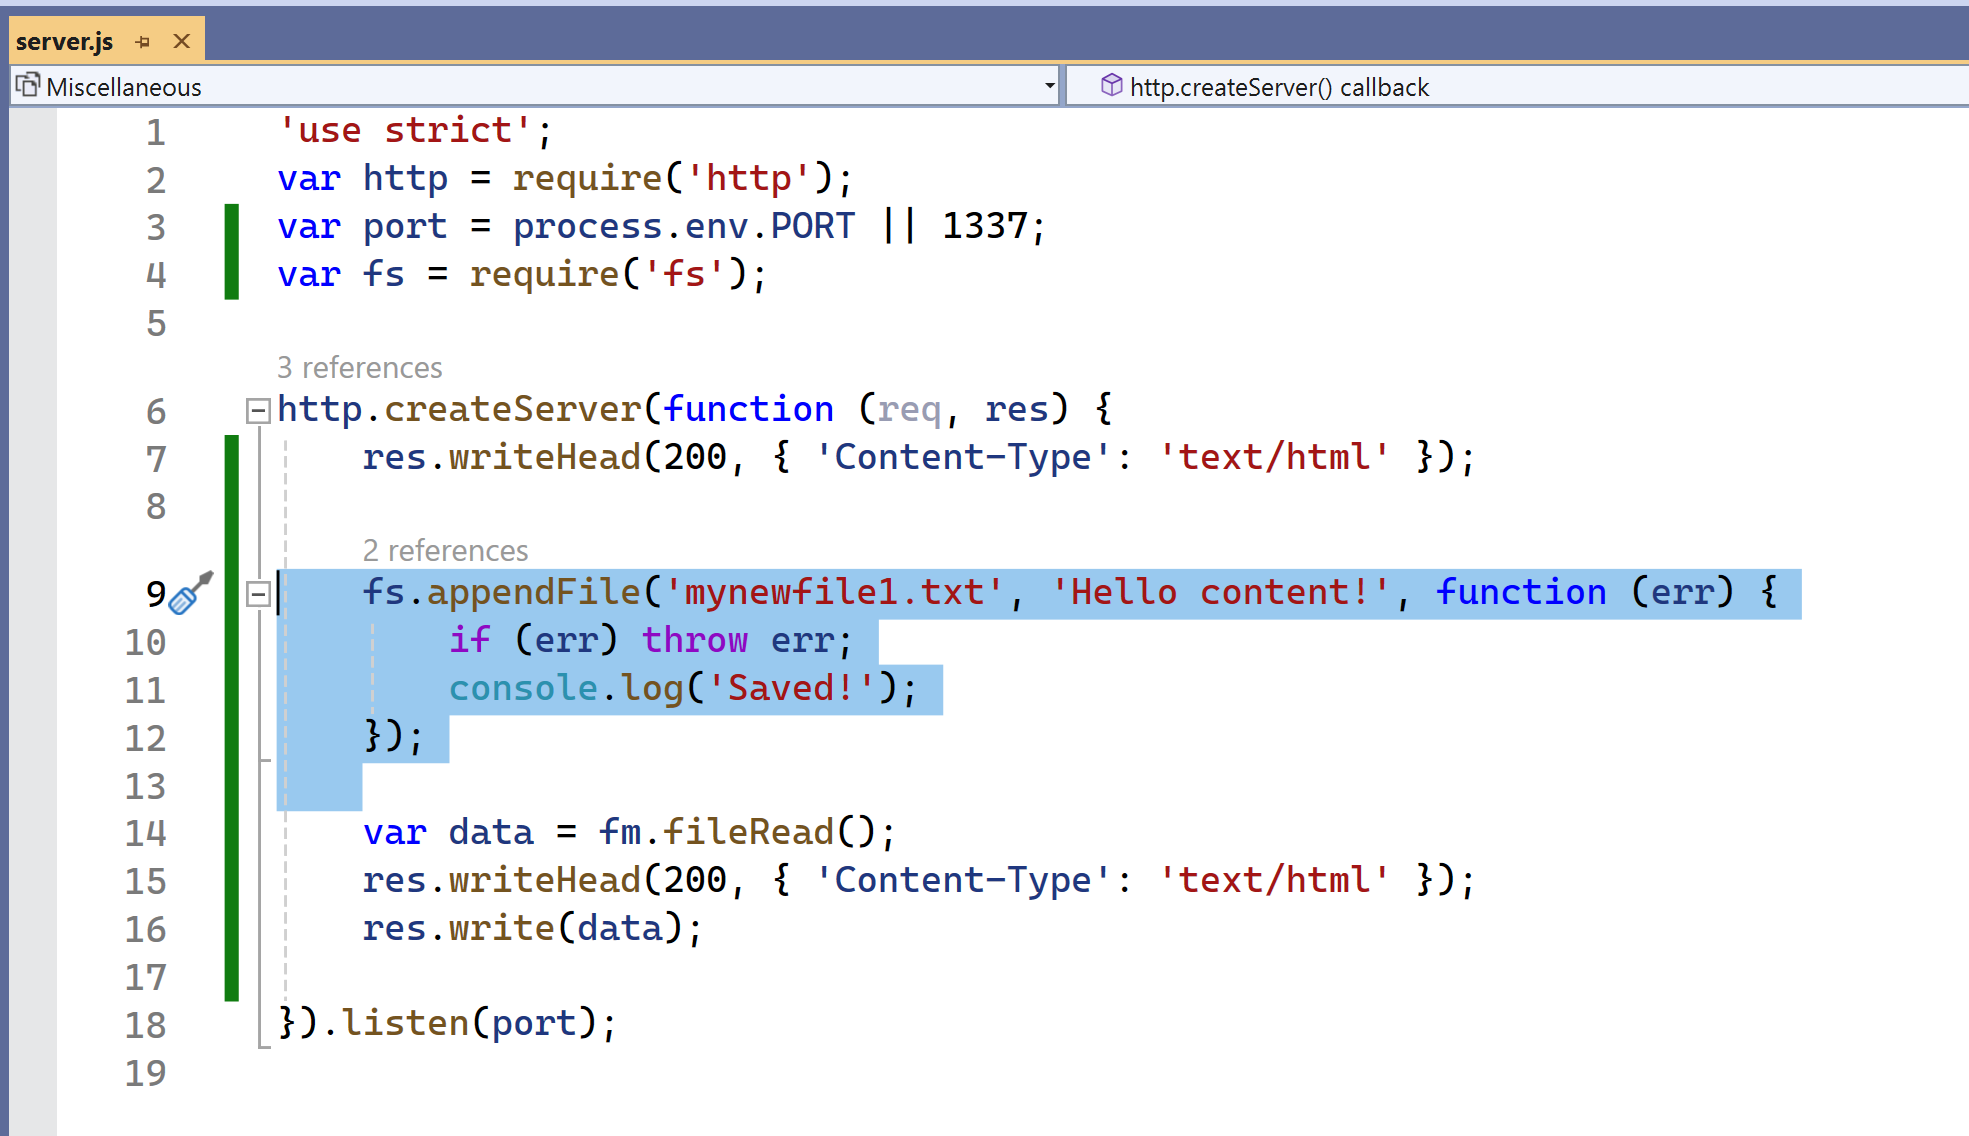 server.js
Miscellaneous
http.createServer() callback
1 'use strict';
2 var http = require('http');
3 var port = process.env.PORT || 1337;
4 var fs = require('fs');
5
3 references
6 http.createServer(function (req, res) {
7 res.writeHead(200, { 'Content-Type': 'text/html' });
8
2 references
9 fs.appendFile('mynewfile1.txt', 'Hello content!', function (err) {
10 if (err) throw err;
11 console.log('Saved!');
12 });
13
14 var data = fm.fileRead();
15 res.writeHead(200, { 'Content-Type': 'text/html' });
16 res.write(data);
17
18 }).listen(port);
19